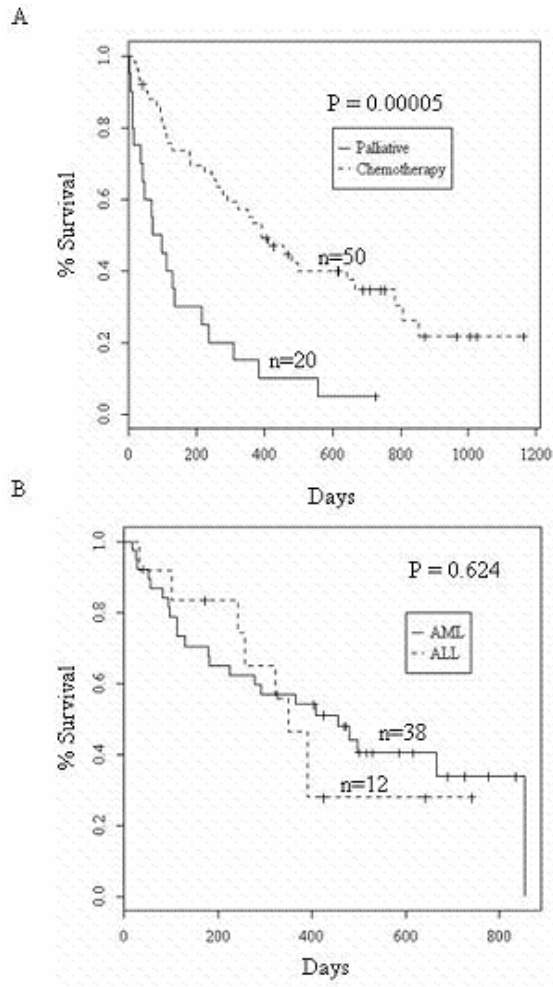 A
P = 0.00005
Palliative
Chemotherapy
n=50
n=20
% Survival
1.0
0.8
0.6
0.4
0.2
0.0
0 200 400 600 800 1000 1200
Days
B
P = 0.624
AML
ALL
n=38
n=12
% Survival
1.0
0.8
0.6
0.4
0.2
0.0
0 200 400 600 800
Days